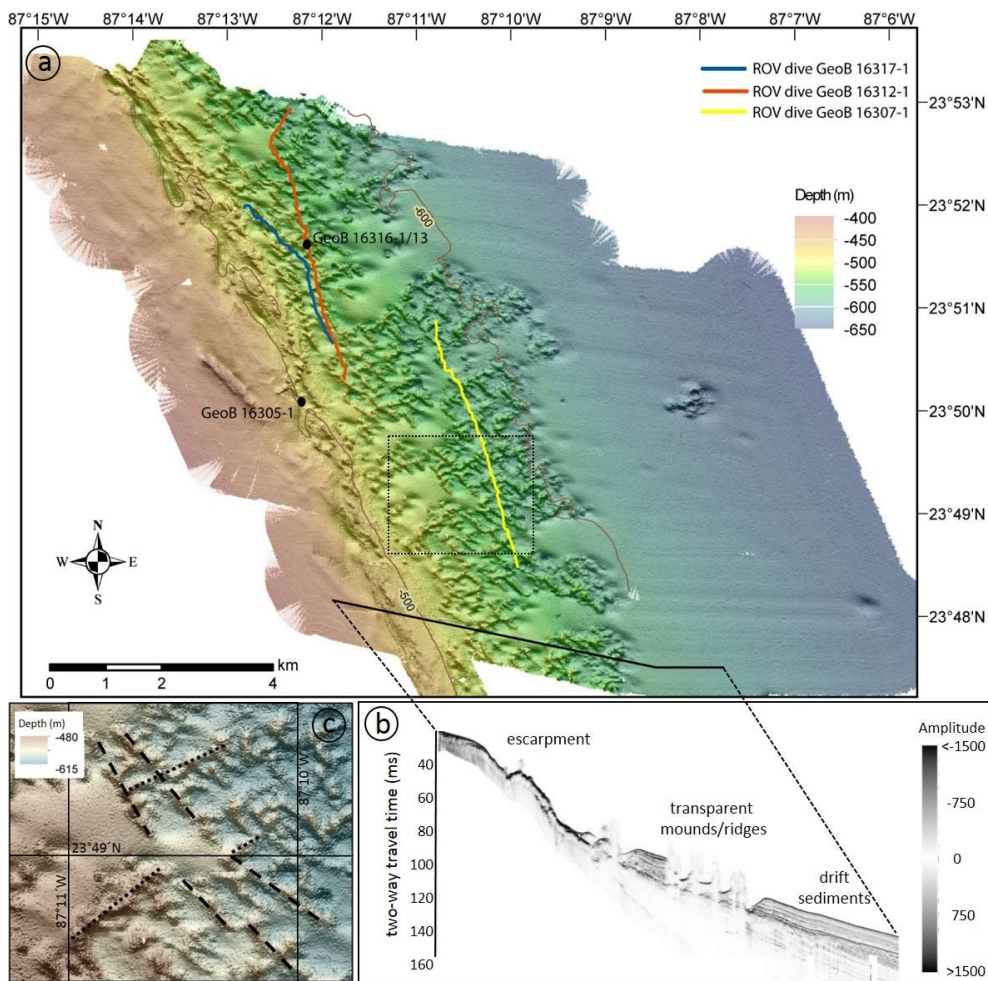 87°15'W 87°14'W 87°13'W 87°12'W 87°11'W 87°10'W 87°9'W 87°8'W 87°7'W 87°6'W
a
ROV dive GeoB 16317-1
ROV dive GeoB 16312-1
ROV dive GeoB 16307-1
23°53'N
Depth (m)
-400
-450
-500
-550
-600
-650
-600
23°52'N
GeoB 16316-1/13
23°51'N
GeoB 16305-1
23°50'N
23°49'N
N
W E
S
-500
23°48'N
km
0 1 2 4
c
Depth (m)
-480
-615
87°10´W
23°49´N
87°11´W
b
Amplitude
<-1500
-750
0
750
>1500
escarpment
transparent
mounds/ridges
drift
sediments
two-way travel time (ms)
40
60
80
100
120
140
160